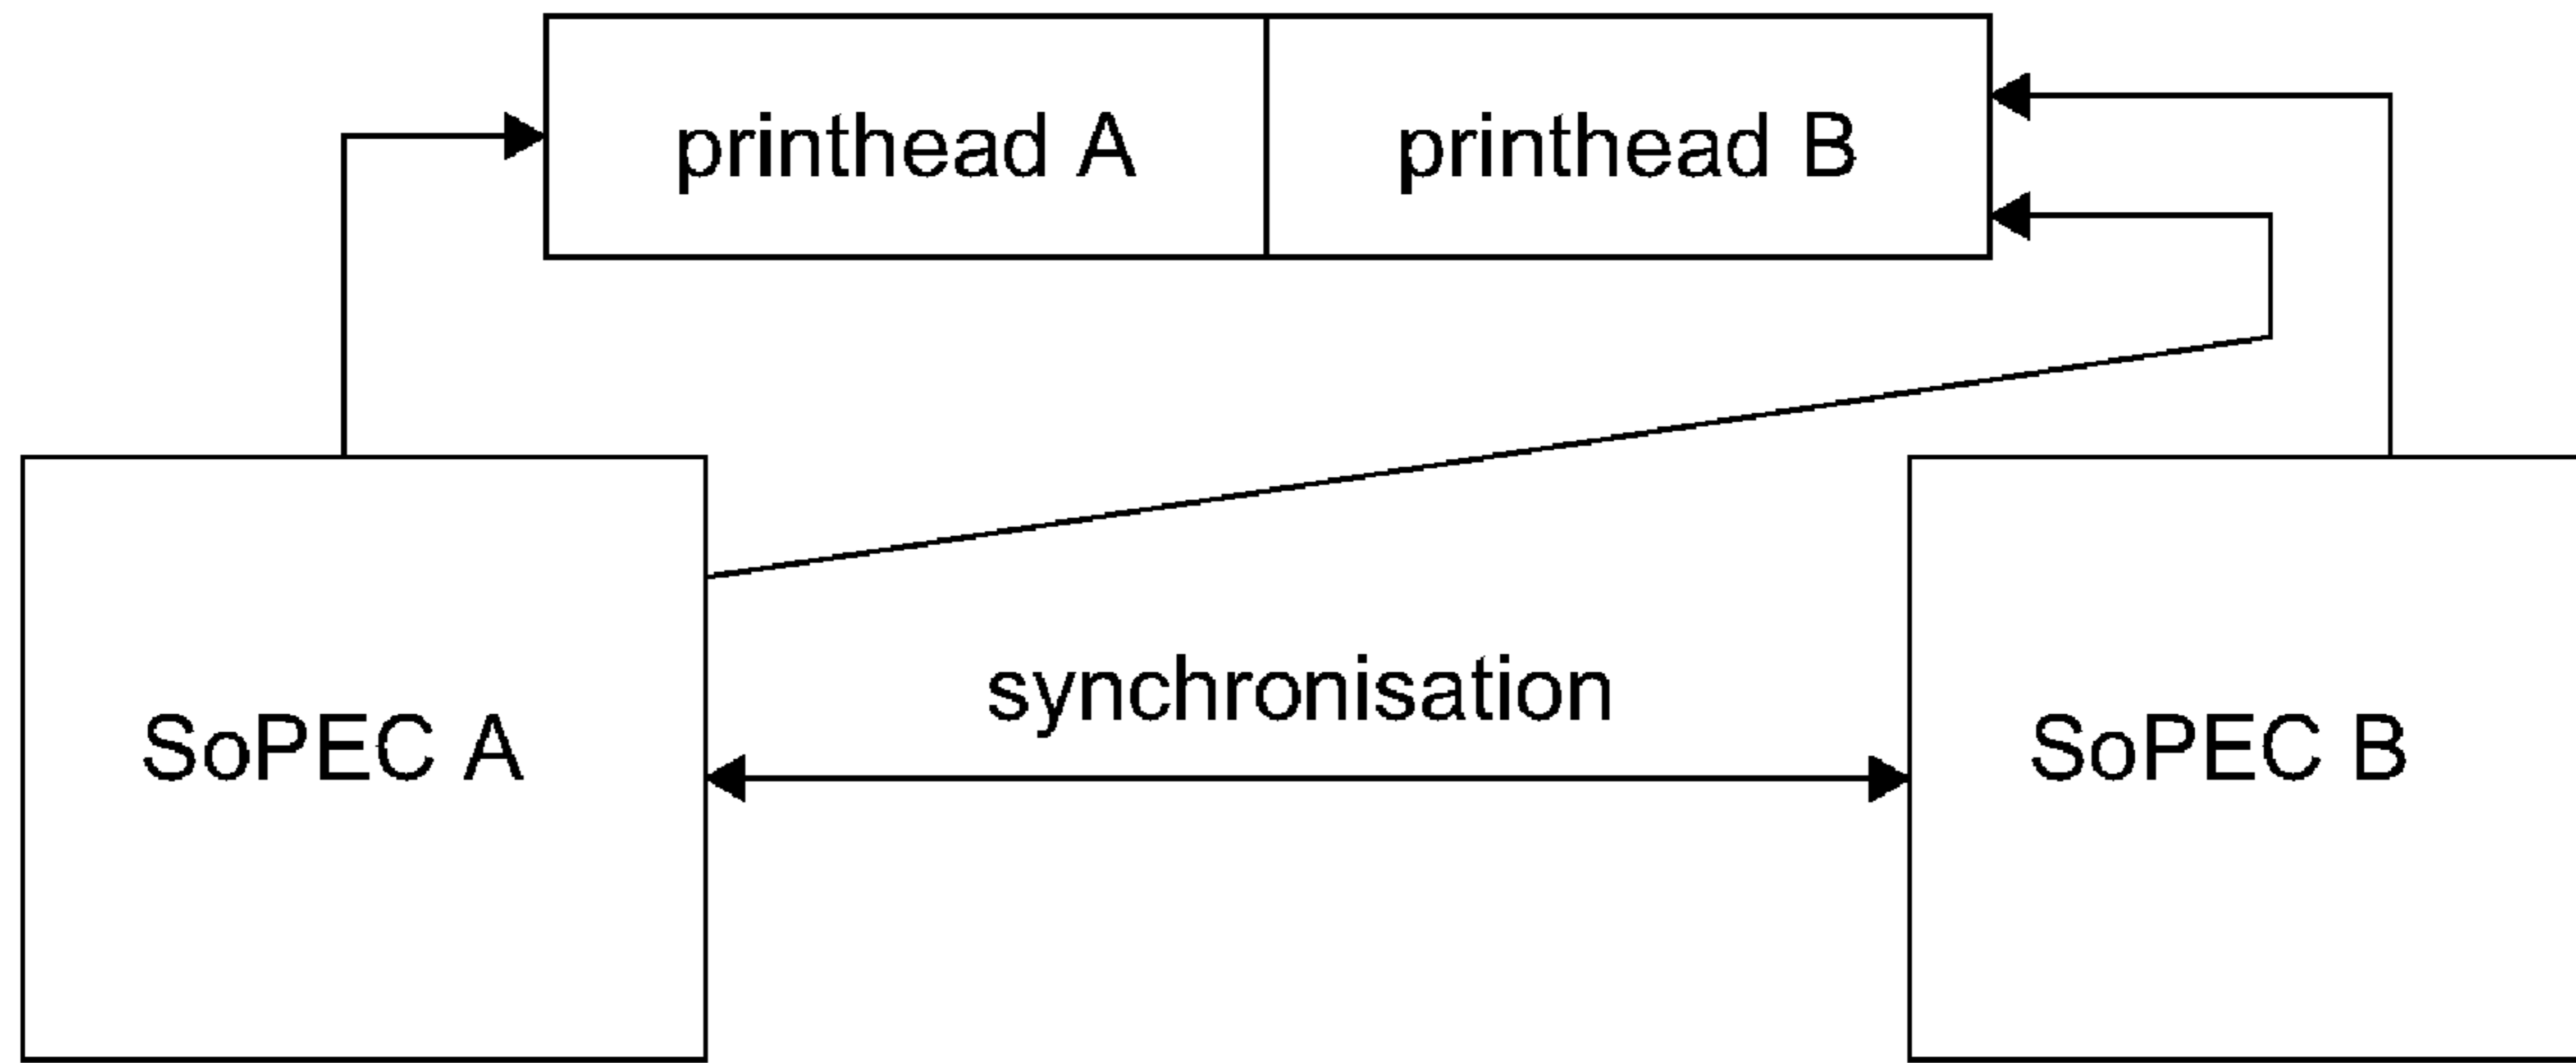 printhead A
printhead B
synchronisation
SoPEC A
SoPEC B